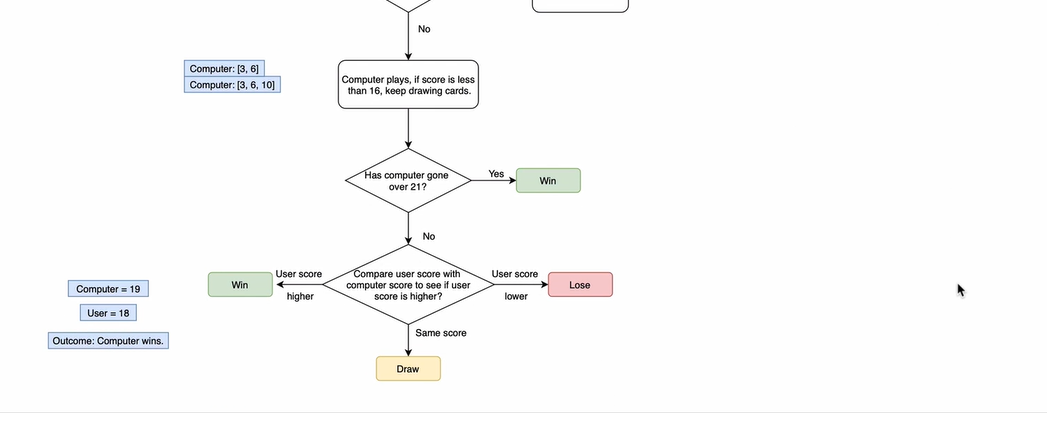 No
Computer: [3, 6]
Computer: [3, 6, 10]
Computer plays, if score is less
than 16, keep drawing cards.
Has computer gone
over 21?
Yes
Win
No
Compare user score with
computer score to see if user
score is higher?
User score
higher
Win
User score
lower
Lose
Computer = 19
User = 18
Outcome: Computer wins.
Same score
Draw